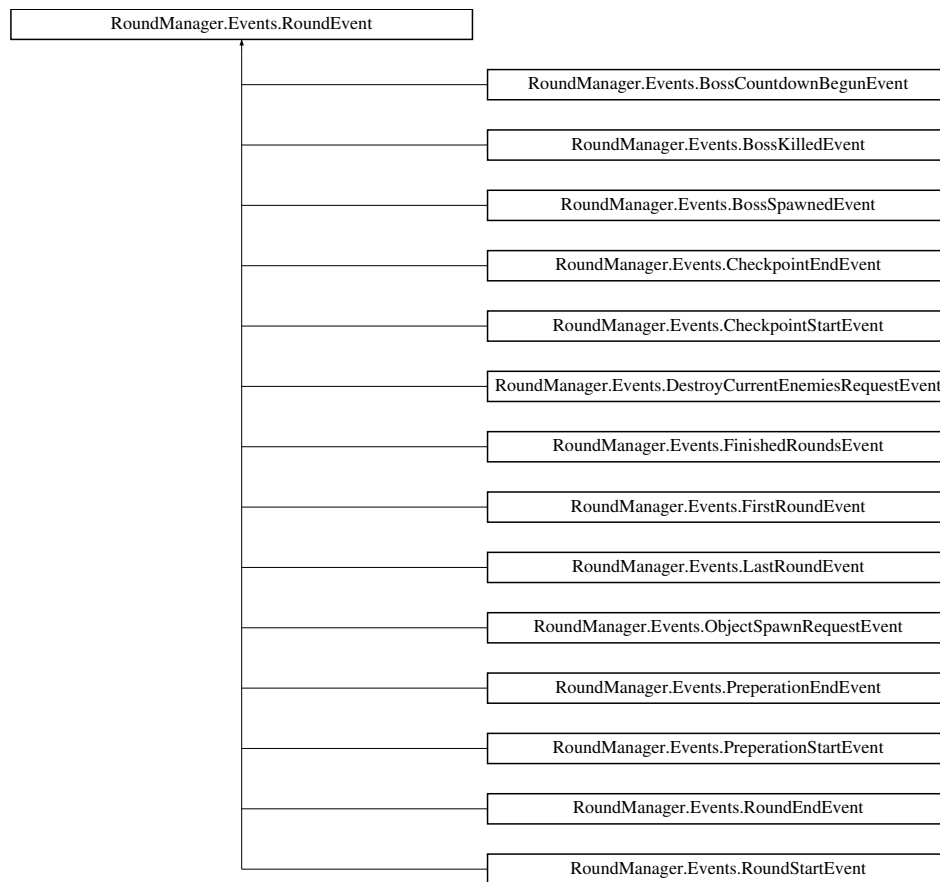 RoundManager.Events.RoundEvent
RoundManager.Events.BossCountdownBegunEvent
RoundManager.Events.BossKilledEvent
RoundManager.Events.BossSpawnedEvent
RoundManager.Events.CheckpointEndEvent
RoundManager.Events.CheckpointStartEvent
RoundManager.Events.DestroyCurrentEnemiesRequestEvent
RoundManager.Events.FinishedRoundsEvent
RoundManager.Events.FirstRoundEvent
RoundManager.Events.LastRoundEvent
RoundManager.Events.ObjectSpawnRequestEvent
RoundManager.Events.PreperationEndEvent
RoundManager.Events.PreperationStartEvent
RoundManager.Events.RoundEndEvent
RoundManager.Events.RoundStartEvent